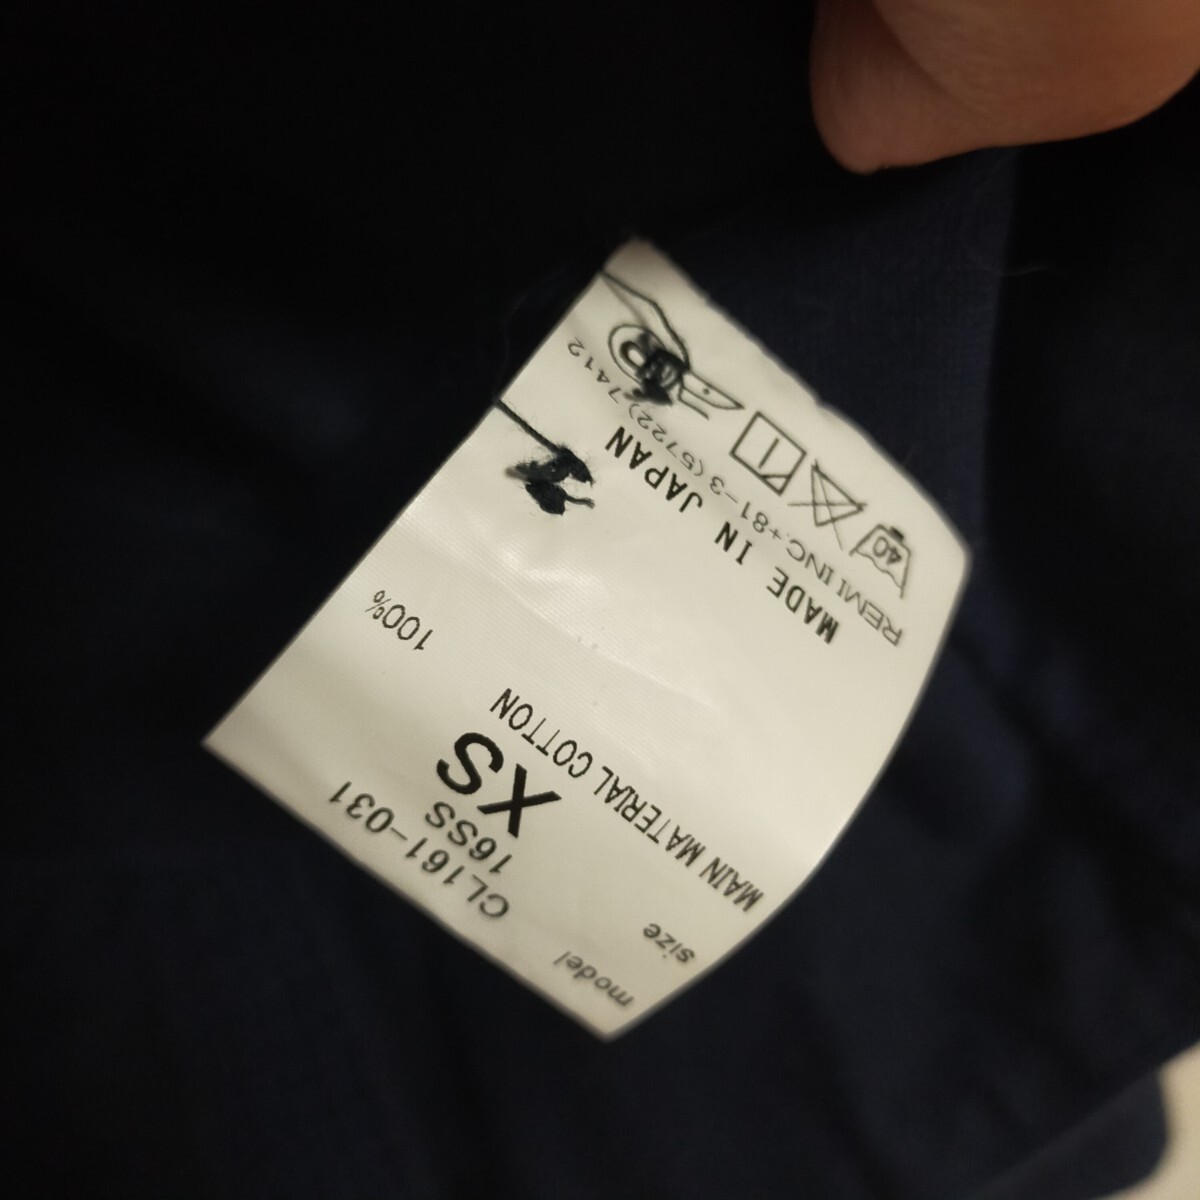 model
CL161-031
16SS
size
XS
MAIN MATERIAL COTTON
100%
MADE IN JAPAN
REMI INC.+81-3(5722)7412
40
P